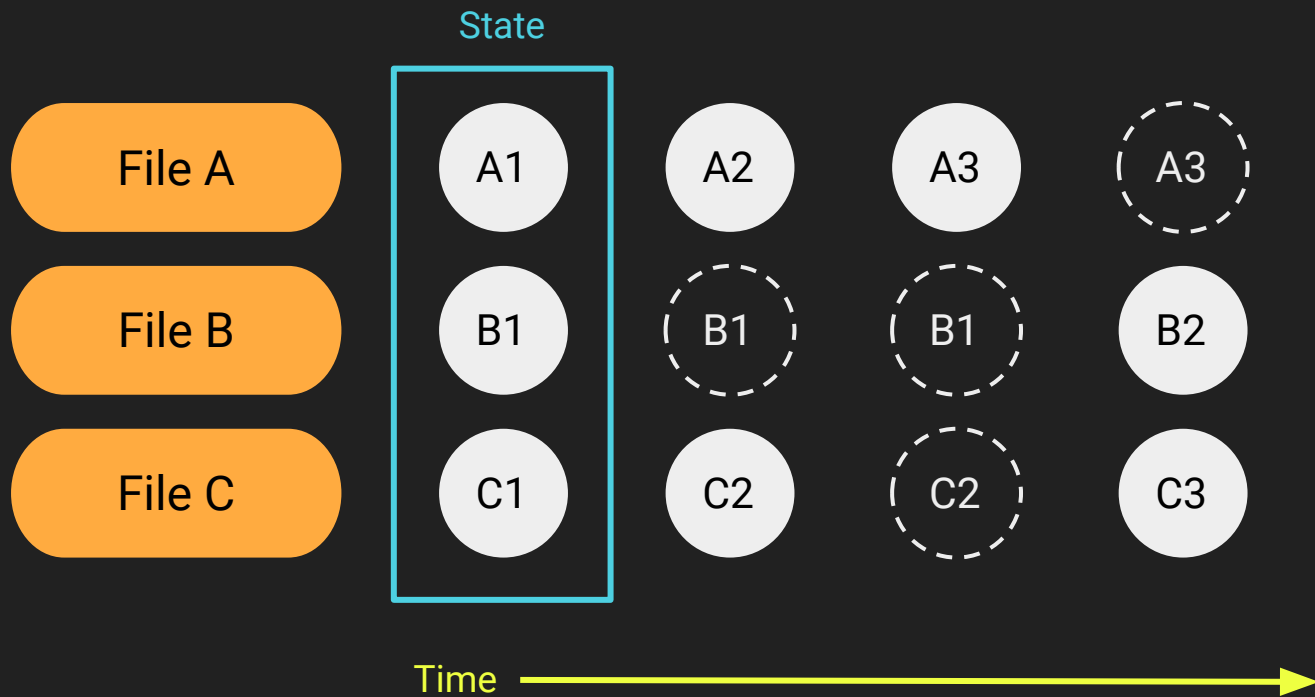 State
File A
A1
A2
A3
A3
File B
B1
B1
B1
B2
File C
C1
C2
C2
C3
Time